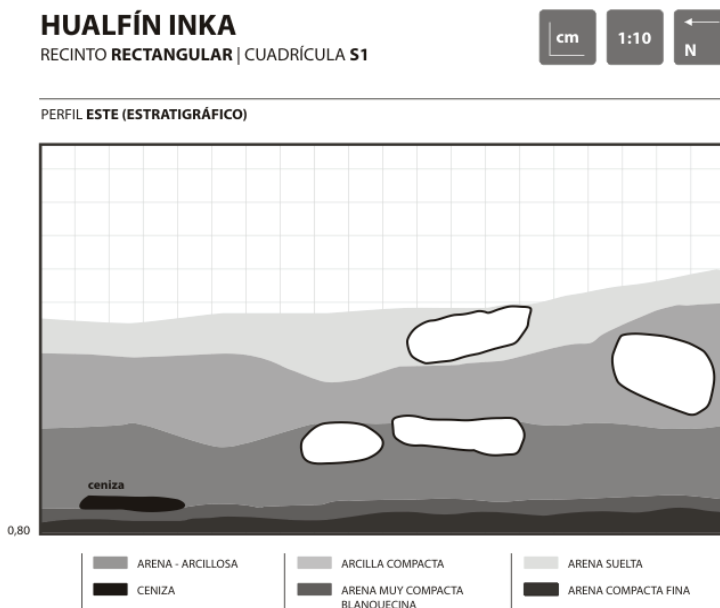 HUALFÍN INKA
RECINTO RECTANGULAR | CUADRÍCULA S1
cm
1:10
N
PERFIL ESTE (ESTRATIGRÁFICO)
ceniza
0,80
ARENA - ARCILLOSA
ARCILLA COMPACTA
ARENA SUELTA
CENIZA
ARENA MUY COMPACTA
BLANQUECINA
ARENA COMPACTA FINA